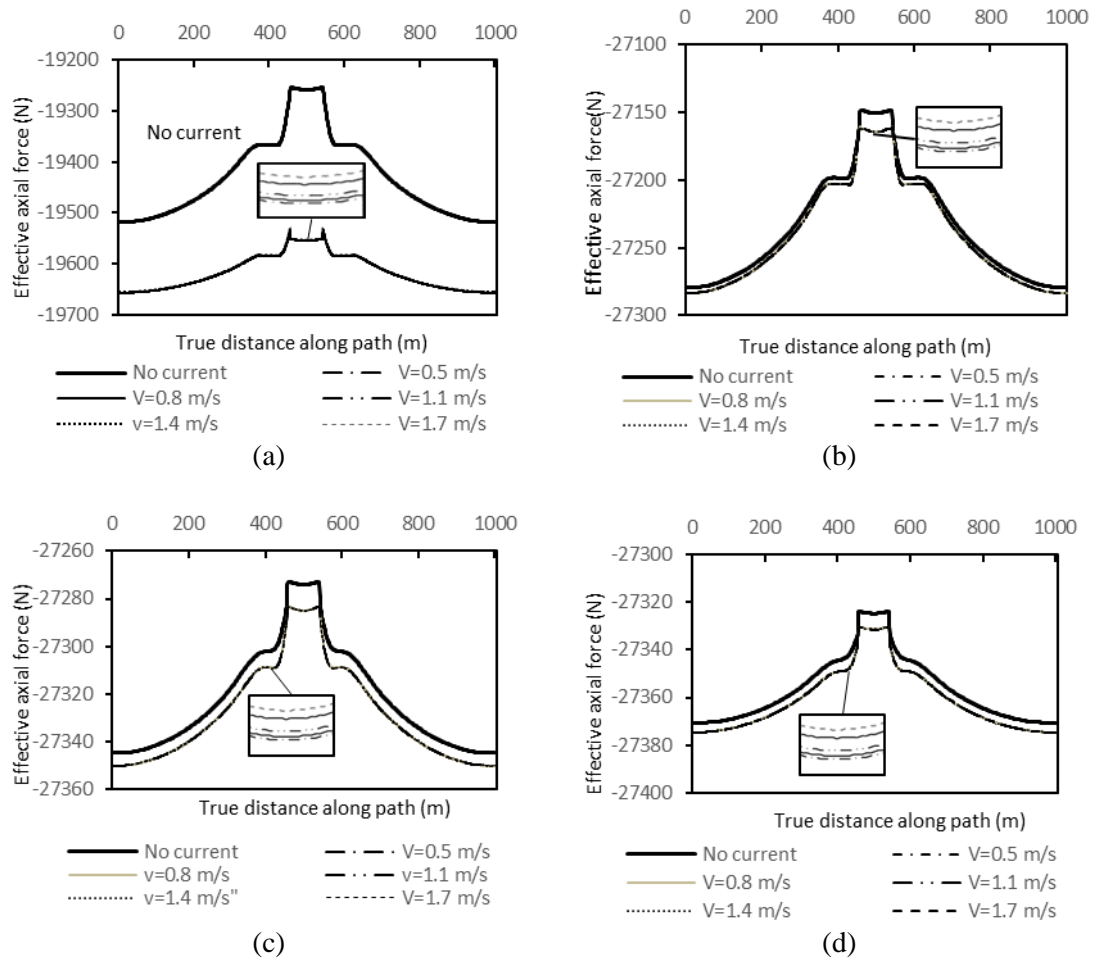 0 200 400 600 800 1000
-19200
-19300
-19400
-19500
-19600
-19700
Effective axial force (N)
No current
True distance along path (m)
No current V=0.5 m/s
V=0.8 m/s V=1.1 m/s
v=1.4 m/s V=1.7 m/s
(a)
0 200 400 600 800 1000
-27100
-27150
-27200
-27250
-27300
Effective axial force(N)
True distance along path (m)
No current V=0.5 m/s
V=0.8 m/s V=1.1 m/s
V=1.4 m/s V=1.7 m/s
(b)
0 200 400 600 800 1000
-27260
-27280
-27300
-27320
-27340
-27360
Effective axial force (N)
True distance along path (m)
No current V=0.5 m/s
v=0.8 m/s v=1.1 m/s
v=1.4 m/s" V=1.7 m/s
(c)
0 200 400 600 800 1000
-27300
-27320
-27340
-27360
-27380
-27400
Effective axial force (N)
True distance along path (m)
No current V=0.5 m/s
V=0.8 m/s V=1.1 m/s
V=1.4 m/s V=1.7 m/s
(d)